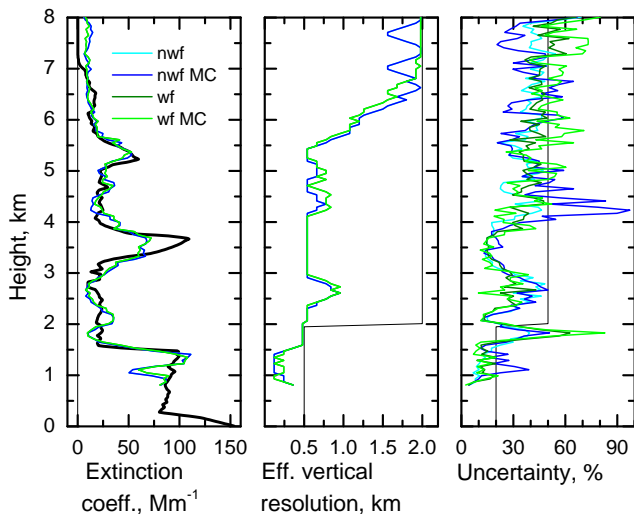 8
7
6
5
4
3
2
1
0
Height, km
nwf
nwf MC
wf
wf MC
0 50 100 150
0.5 1.0 1.5 2.0
0 30 60 90
Extinction
coeff., Mm⁻¹
Eff. vertical
resolution, km
Uncertainty, %